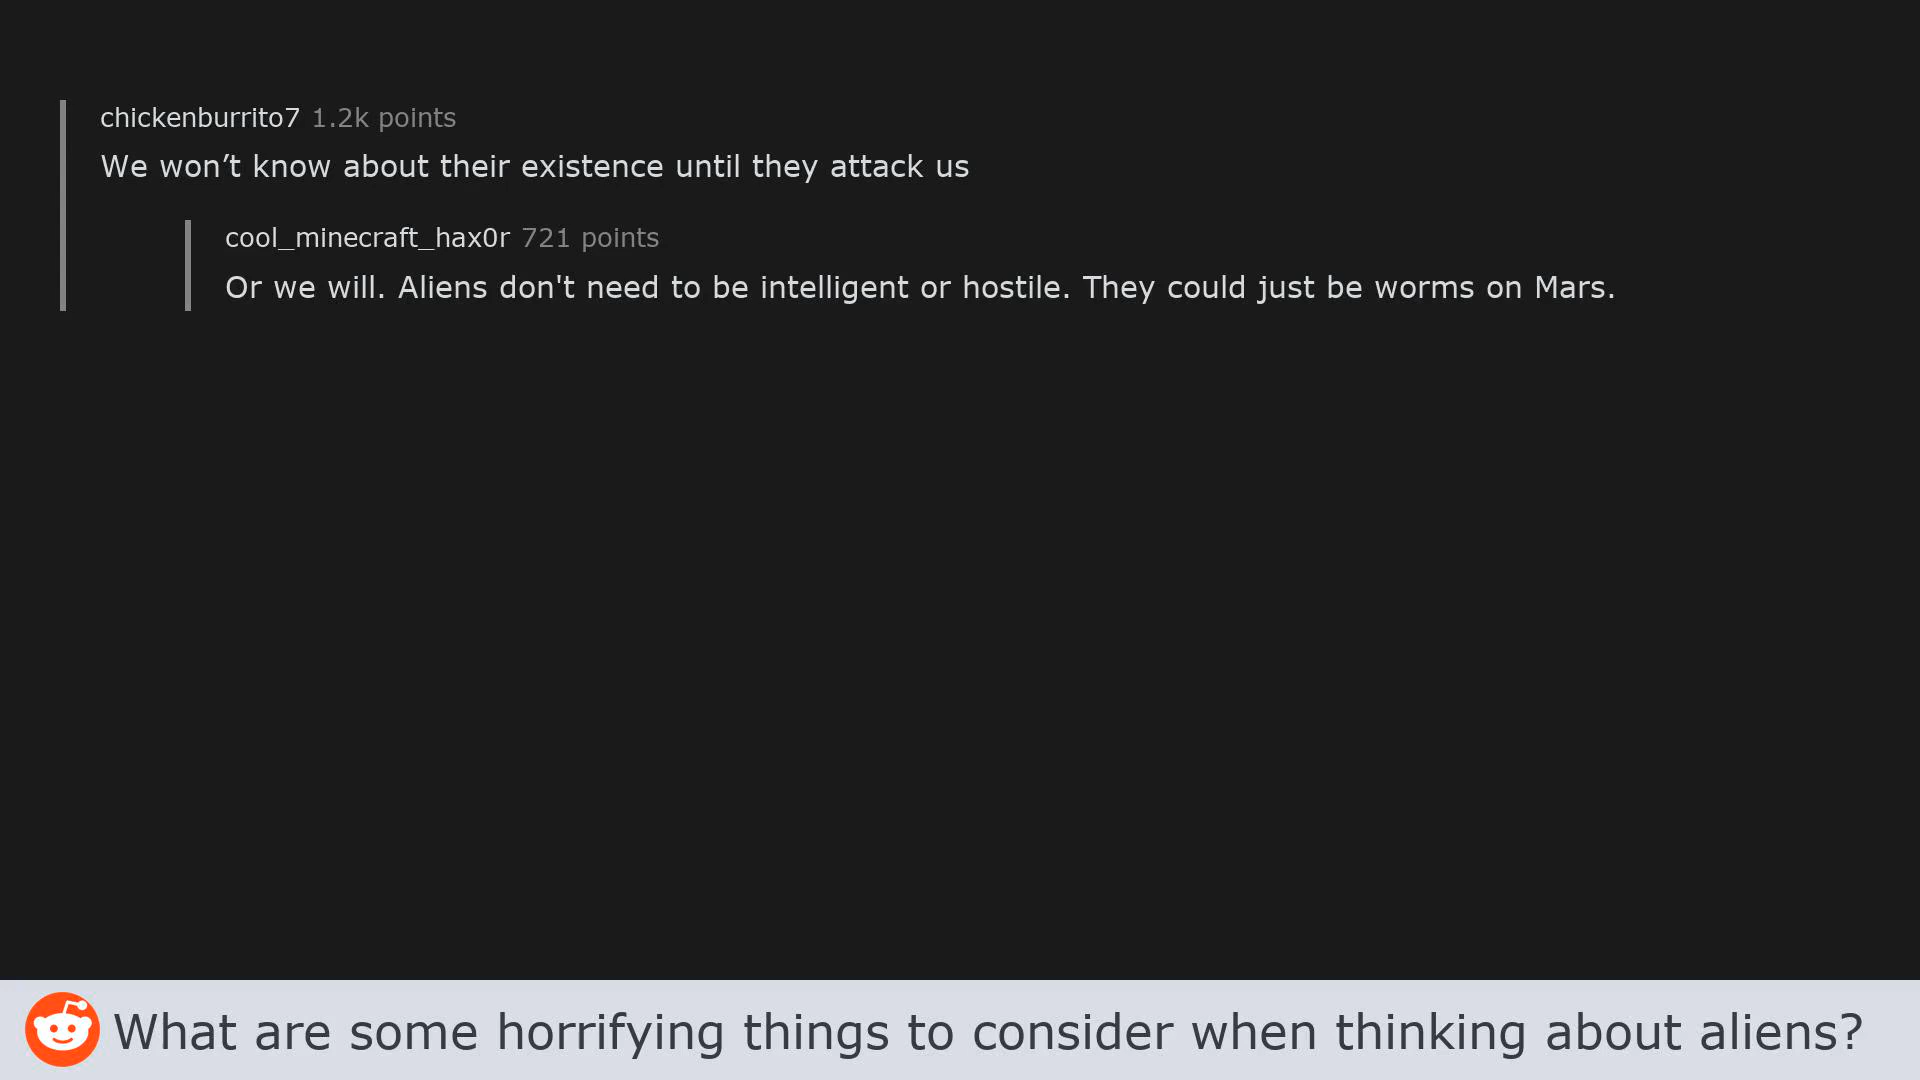 chickenburrito7 1.2k points
We won’t know about their existence until they attack us
cool_minecraft_hax0r 721 points
Or we will. Aliens don't need to be intelligent or hostile. They could just be worms on Mars.
What are some horrifying things to consider when thinking about aliens?